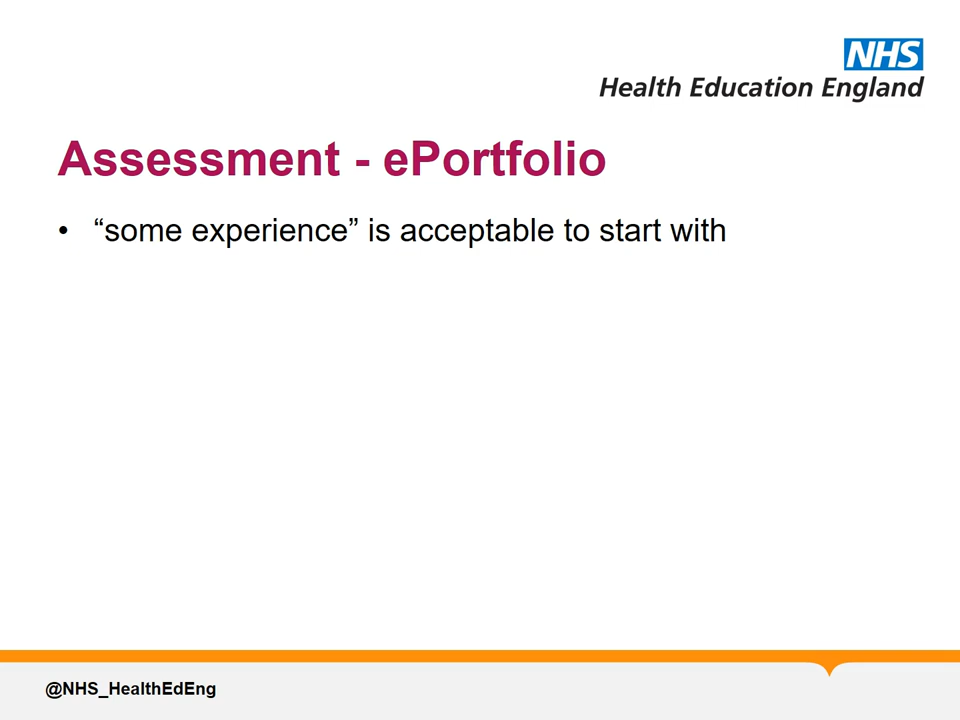 NHS
Health Education England
Assessment - ePortfolio
• “some experience” is acceptable to start with
@NHS_HealthEdEng